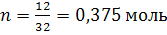 n = 12/32 = 0,375 моль